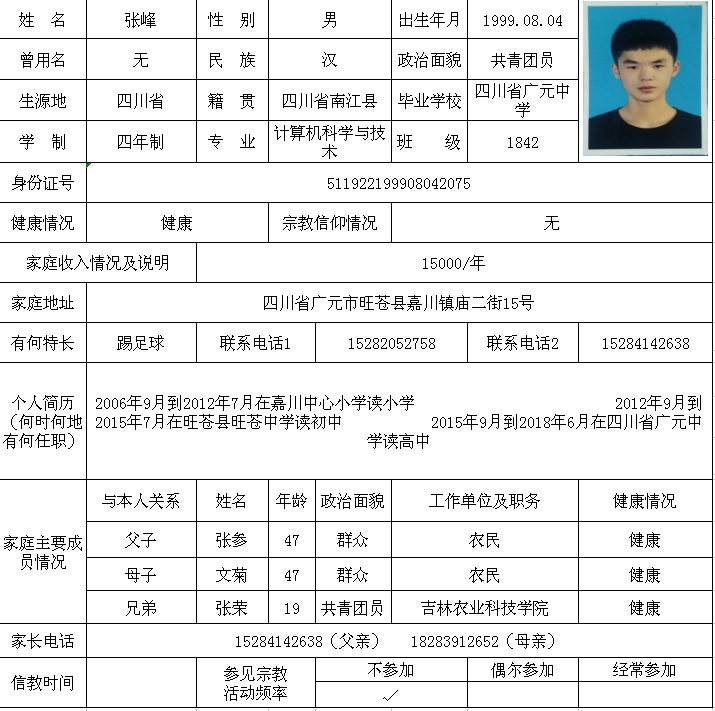 姓 名 张峰 性 别 男 出生年月 1999.08.04
曾用名 无 民 族 汉 政治面貌 共青团员
生源地 四川省 籍 贯 四川省南江县 毕业学校 四川省广元中
学
学 制 四年制 专 业 计算机科学与技
术
班 级 1842
身份证号 511922199908042075
健康情况 健康 宗教信仰情况 无
家庭收入情况及说明 15000/年
家庭地址 四川省广元市旺苍县嘉川镇庙二街15号
有何特长 踢足球 联系电话1 15282052758 联系电话2 15284142638
个人简历
（何时何地
有何任职）
2006年9月到2012年7月在嘉川中心小学读小学 2012年9月到
2015年7月在旺苍县旺苍中学读初中 2015年9月到2018年6月在四川省广元中
学读高中
家庭主要成
员情况
与本人关系 姓名 年龄 政治面貌 工作单位及职务 健康情况
父子 张参 47 群众 农民 健康
母子 文菊 47 群众 农民 健康
兄弟 张荣 19 共青团员 吉林农业科技学院 健康
家长电话 15284142638（父亲） 18283912652（母亲）
信教时间
参见宗教
活动频率
不参加 偶尔参加 经常参加
✓